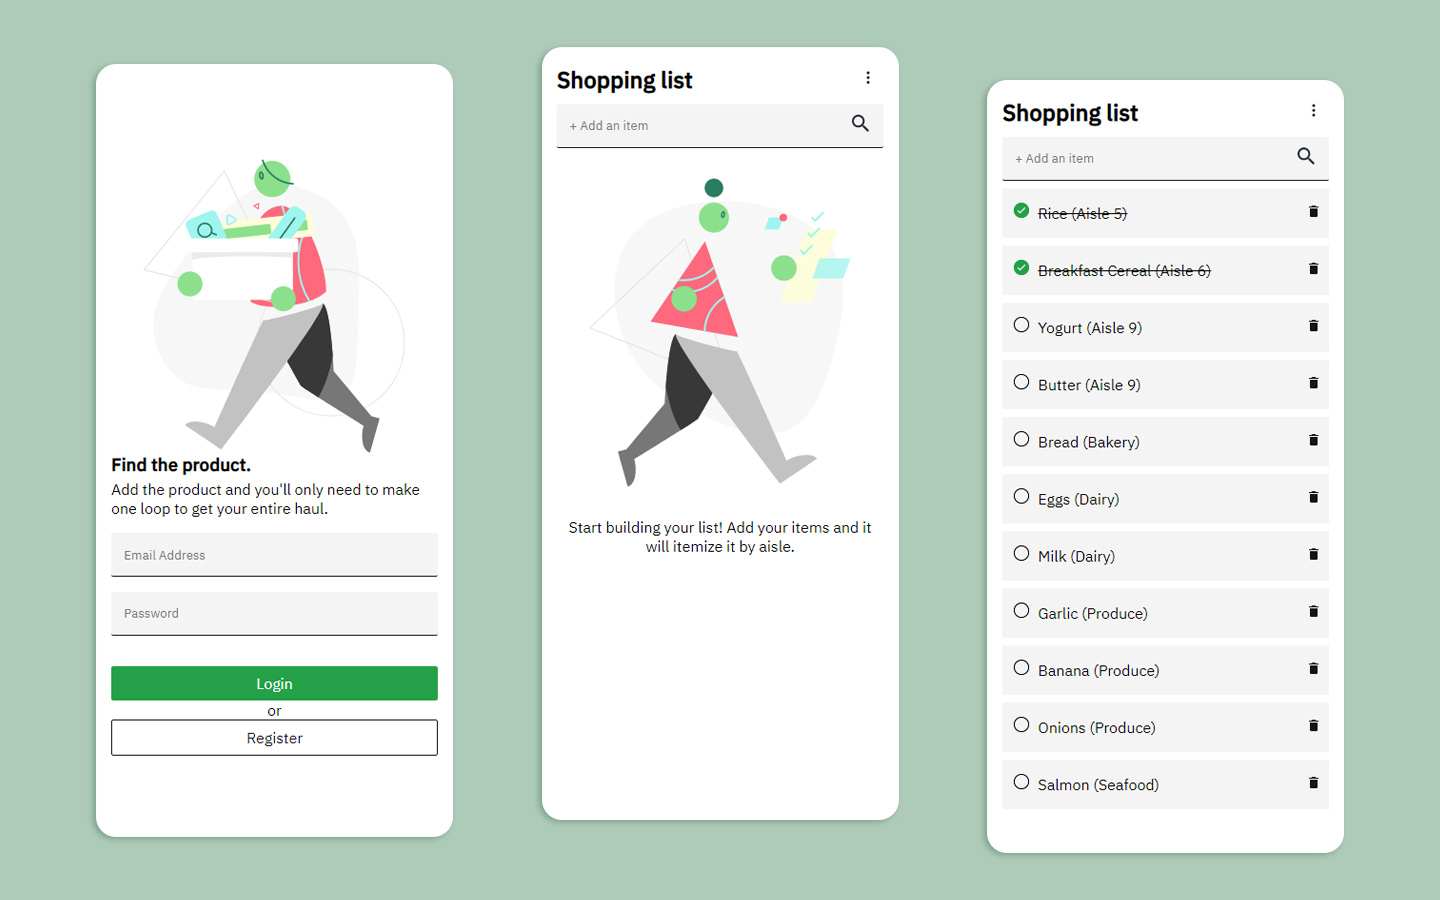 Find the product.
Add the product and you'll only need to make
one loop to get your entire haul.
Email Address
Password
Login
or
Register
Shopping list
+ Add an item
Start building your list! Add your items and it
will itemize it by aisle.
Shopping list
+ Add an item
Rice (Aisle 5)
Breakfast Cereal (Aisle 6)
Yogurt (Aisle 9)
Butter (Aisle 9)
Bread (Bakery)
Eggs (Dairy)
Milk (Dairy)
Garlic (Produce)
Banana (Produce)
Onions (Produce)
Salmon (Seafood)